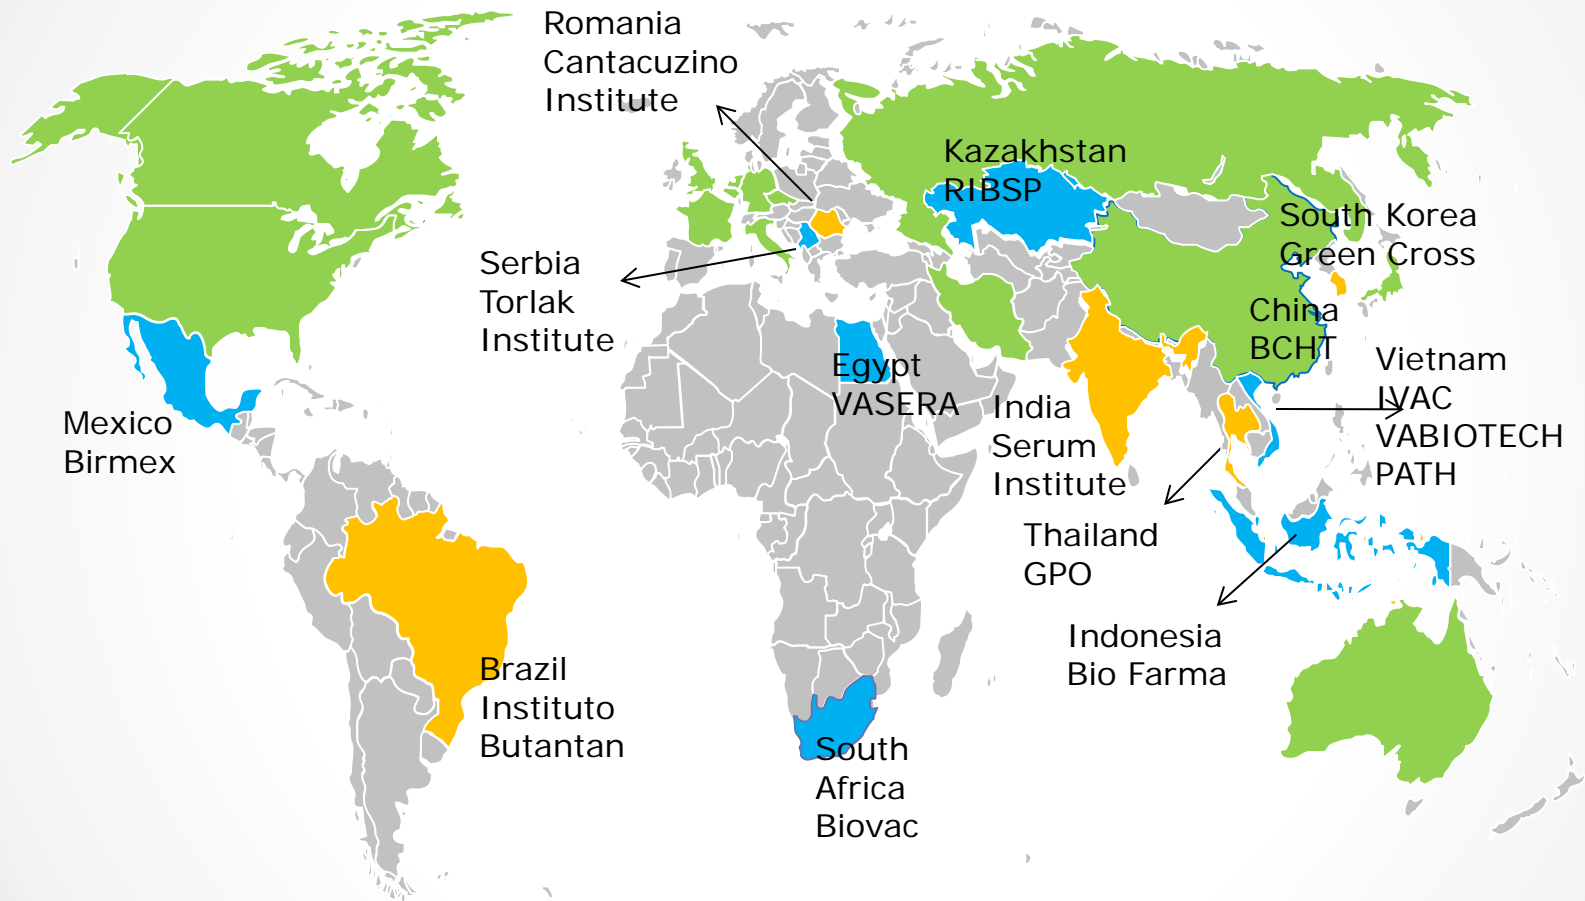 Romania
Cantacuzino
Institute
Kazakhstan
RIBSP
South Korea
Green Cross
Serbia
Torlak
Institute
China
BCHT
Egypt
VASERA
Vietnam
IVAC
VABIOTECH
PATH
India
Serum
Institute
Mexico
Birmex
Thailand
GPO
Indonesia
Bio Farma
Brazil
Instituto
Butantan
South
Africa
Biovac